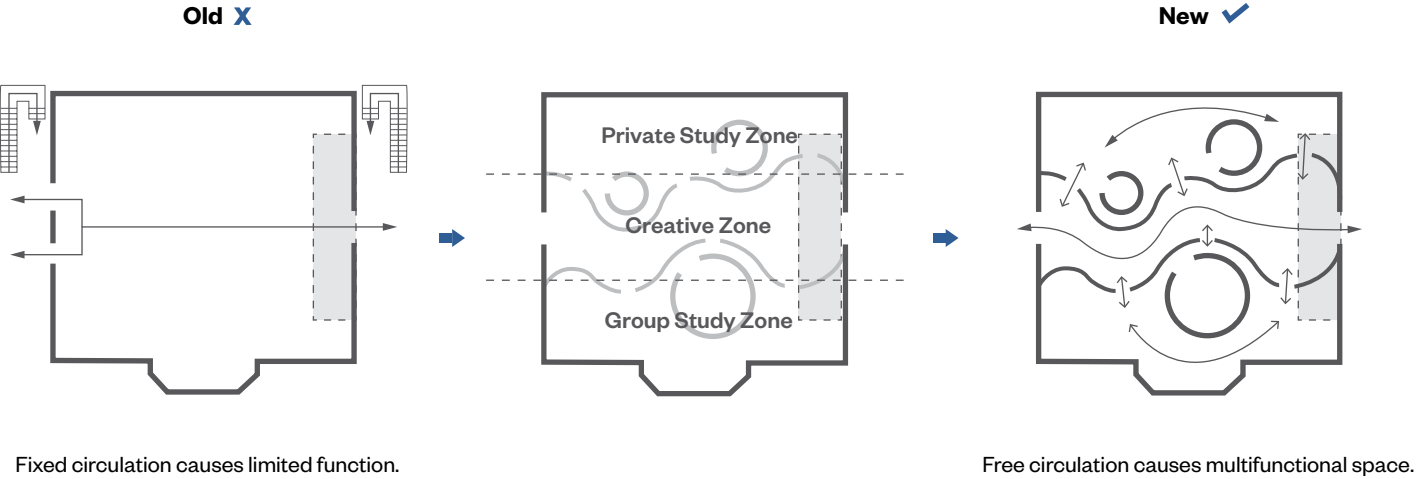 Old X
New
Private Study Zone
Creative Zone
Group Study Zone
Fixed circulation causes limited function.
Free circulation causes multifunctional space.